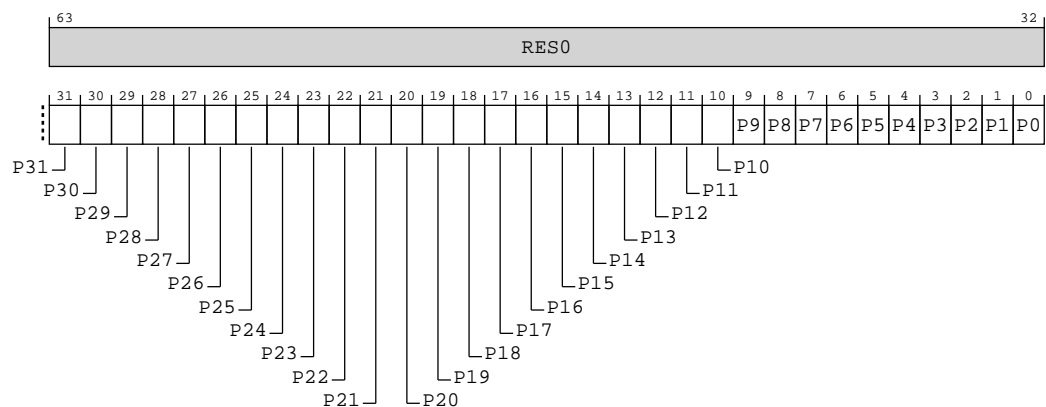 63 32
RES0
31 30 29 28 27 26 25 24 23 22 21 20 19 18 17 16 15 14 13 12 11 10 9 8 7 6 5 4 3 2 1 0
P9 P8 P7 P6 P5 P4 P3 P2 P1 P0
P31 P10
P30 P11
P29 P12
P28 P13
P27 P14
P26 P15
P25 P16
P24 P17
P23 P18
P22 P19
P21 P20